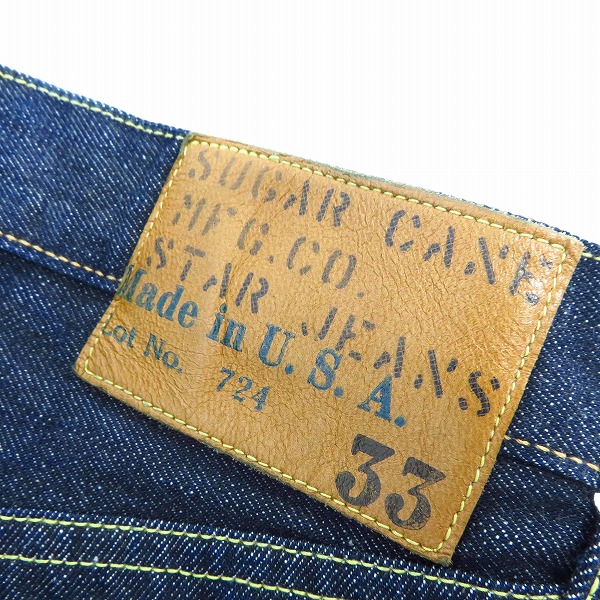 SUGAR CANE
MFG.CO.
STAR JEANS
Made in U.S.A.
Lot No. 724
33